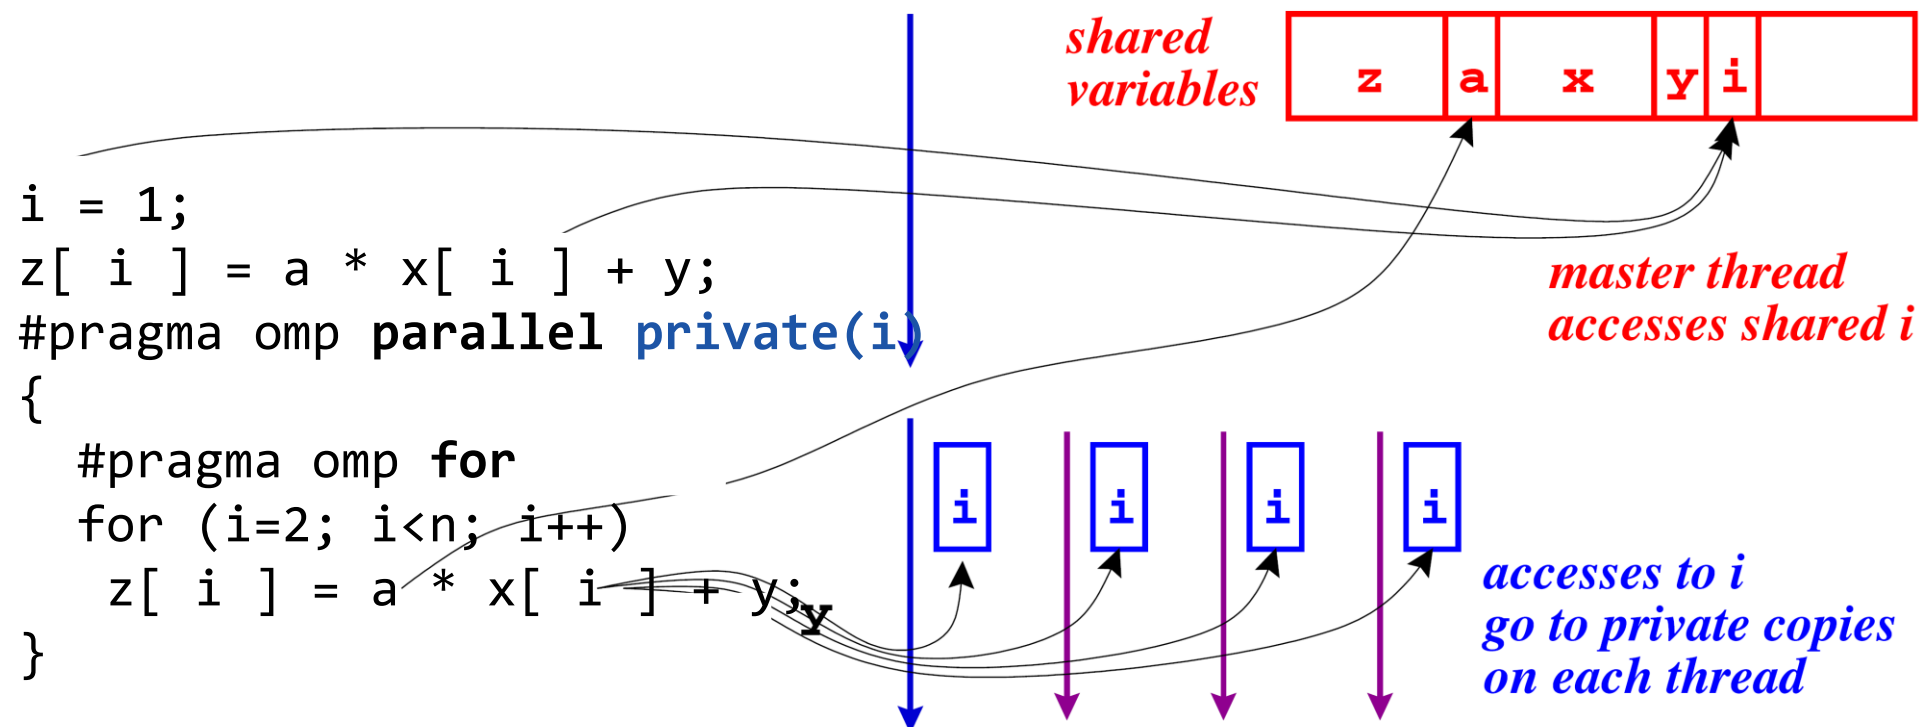 shared
variables
z a x y i
i = 1;
z[ i ] = a * x[ i ] + y;
#pragma omp parallel private(i)
{
#pragma omp for
for (i=2; i<n; i++)
z[ i ] = a * x[ i ] + y;
y
}
master thread
accesses shared i
i i i i
accesses to i
go to private copies
on each thread